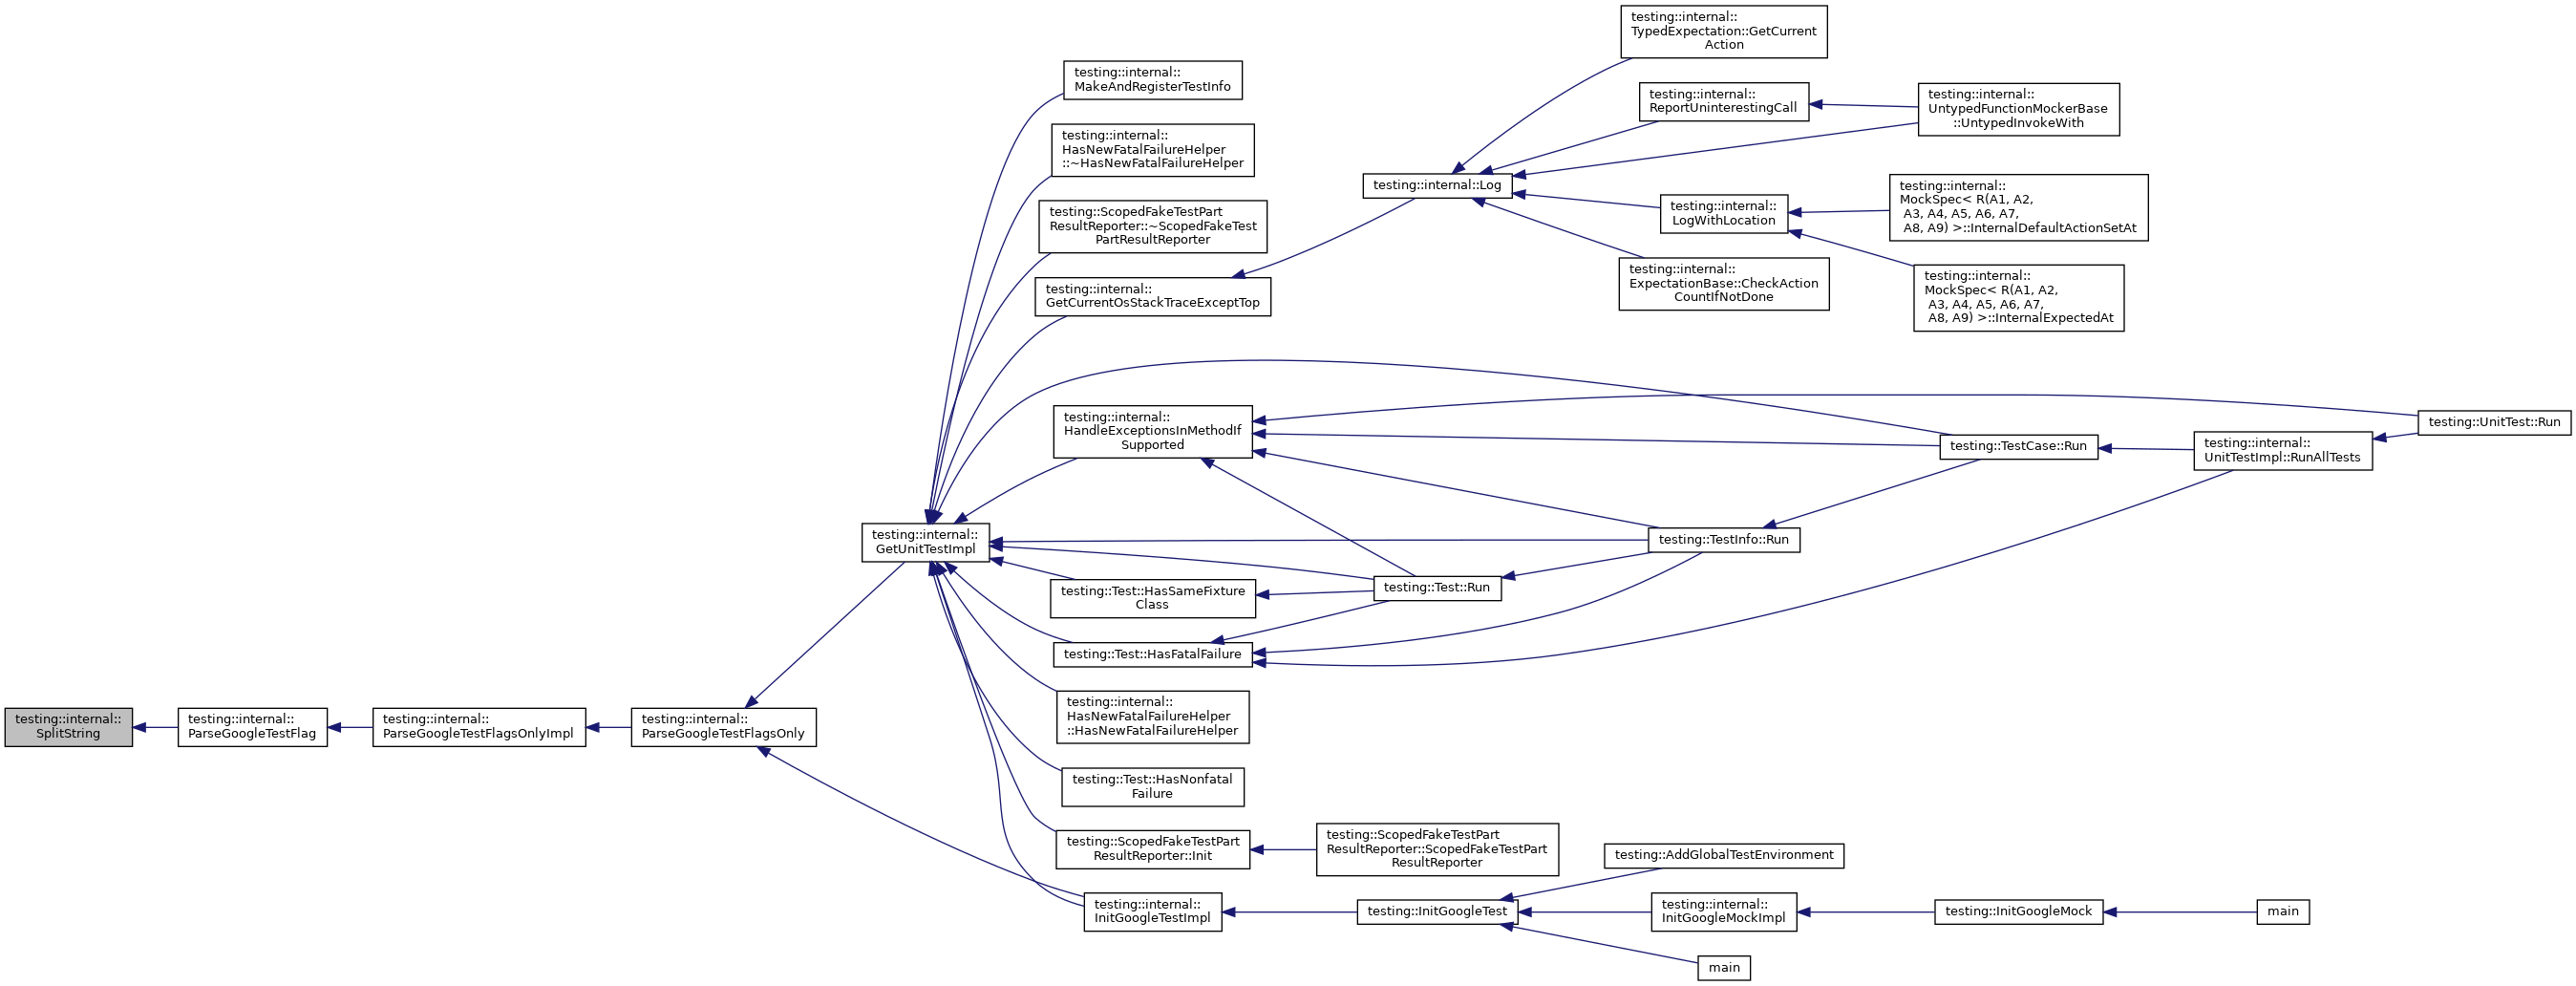 testing::internal::
TypedExpectation::GetCurrent
Action
testing::internal::
MakeAndRegisterTestInfo
testing::internal::
ReportUninterestingCall
testing::internal::
UntypedFunctionMockerBase
::UntypedInvokeWith
testing::internal::
HasNewFatalFailureHelper
::~HasNewFatalFailureHelper
testing::internal::Log
testing::internal::
LogWithLocation
testing::internal::
MockSpec< R(A1, A2,
A3, A4, A5, A6, A7,
A8, A9) >::InternalDefaultActionSetAt
testing::ScopedFakeTestPart
ResultReporter::~ScopedFakeTest
PartResultReporter
testing::internal::
GetCurrentOsStackTraceExceptTop
testing::internal::
ExpectationBase::CheckAction
CountIfNotDone
testing::internal::
MockSpec< R(A1, A2,
A3, A4, A5, A6, A7,
A8, A9) >::InternalExpectedAt
testing::internal::
HandleExceptionsInMethodIf
Supported
testing::TestCase::Run
testing::internal::
UnitTestImpl::RunAllTests
testing::UnitTest::Run
testing::internal::
GetUnitTestImpl
testing::TestInfo::Run
testing::Test::HasSameFixture
Class
testing::Test::Run
testing::Test::HasFatalFailure
testing::internal::
SplitString
testing::internal::
ParseGoogleTestFlag
testing::internal::
ParseGoogleTestFlagsOnlyImpl
testing::internal::
ParseGoogleTestFlagsOnly
testing::internal::
HasNewFatalFailureHelper
::HasNewFatalFailureHelper
testing::Test::HasNonfatal
Failure
testing::ScopedFakeTestPart
ResultReporter::Init
testing::ScopedFakeTestPart
ResultReporter::ScopedFakeTestPart
ResultReporter
testing::AddGlobalTestEnvironment
testing::internal::
InitGoogleTestImpl
testing::InitGoogleTest
testing::internal::
InitGoogleMockImpl
testing::InitGoogleMock
main
main